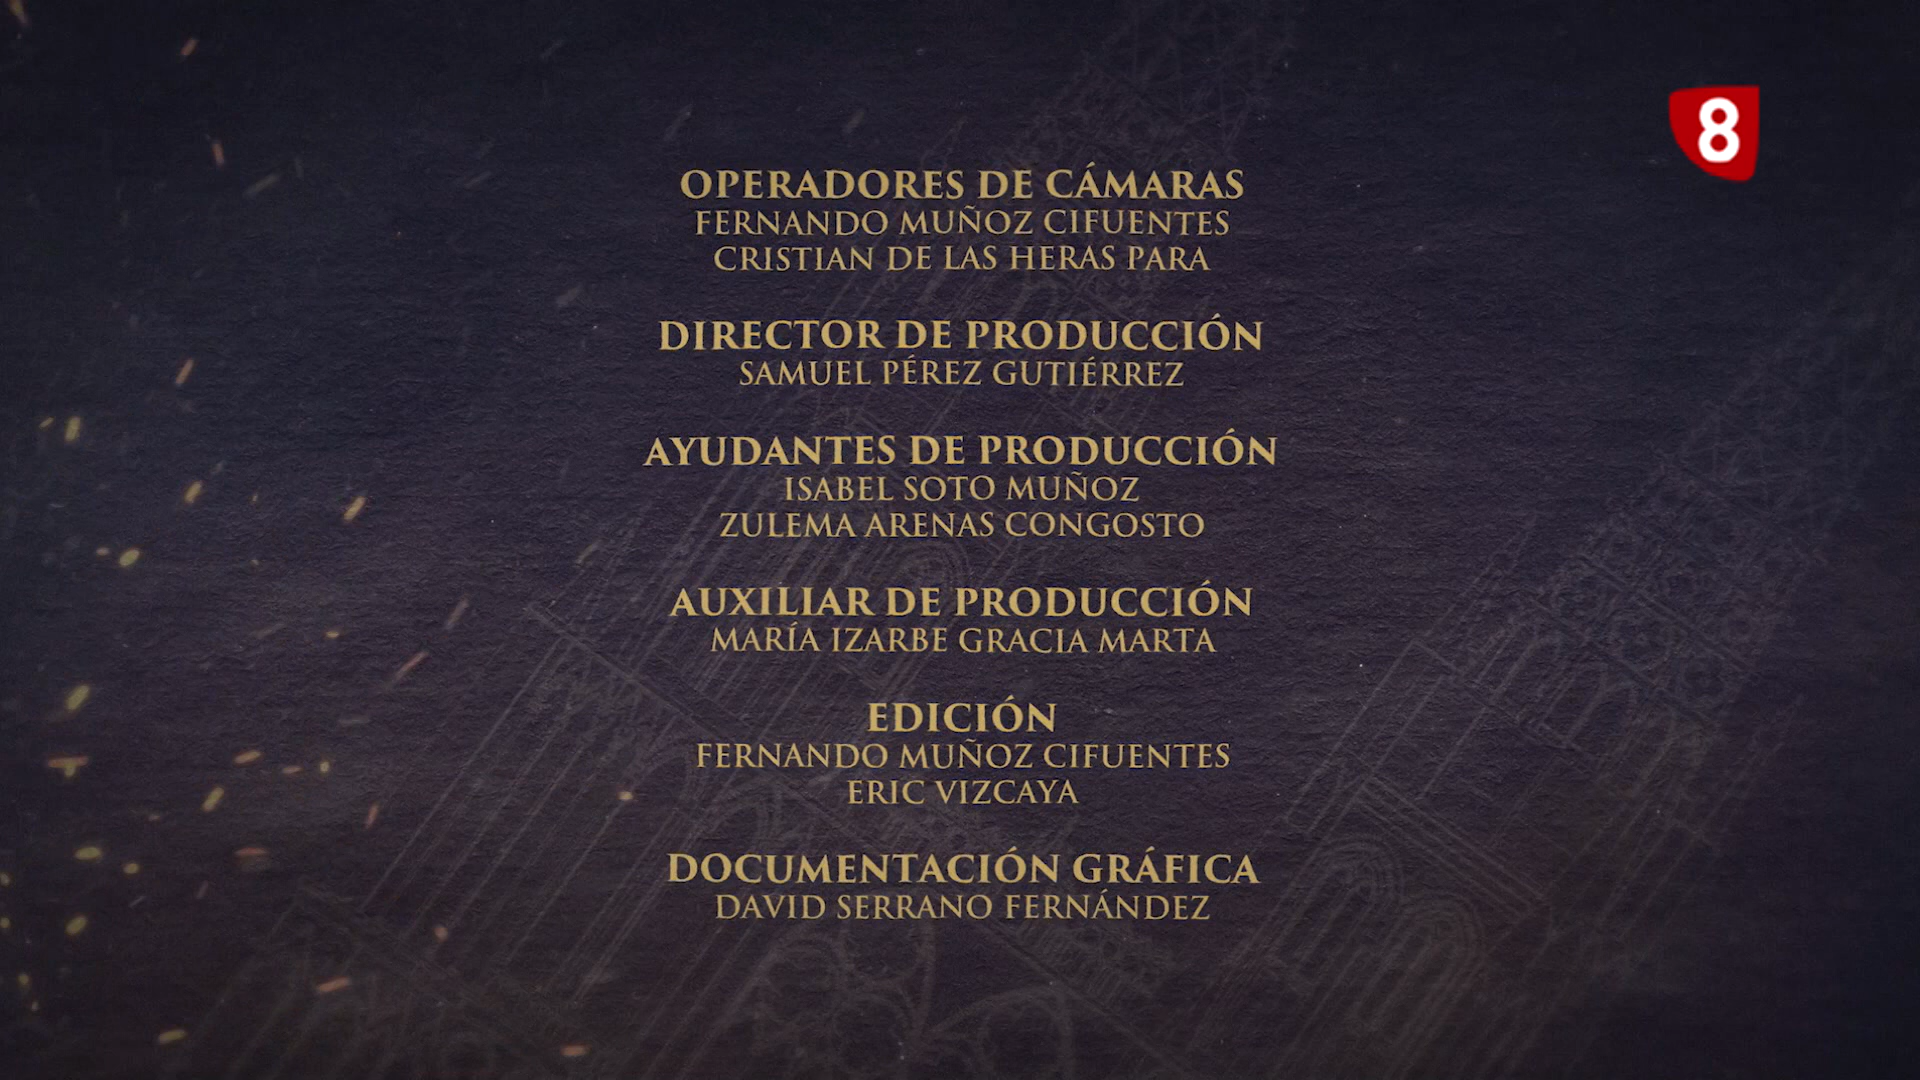 8
OPERADORES DE CÁMARAS
FERNANDO MUÑOZ CIFUENTES
CRISTIAN DE LAS HERAS PARA
DIRECTOR DE PRODUCCIÓN
SAMUEL PÉREZ GUTIÉRREZ
AYUDANTES DE PRODUCCIÓN
ISABEL SOTO MUÑOZ
ZULEMA ARENAS CONGOSTO
AUXILIAR DE PRODUCCIÓN
MARÍA IZARBE GRACIA MARTA
EDICIÓN
FERNANDO MUÑOZ CIFUENTES
ERIC VIZCAYA
DOCUMENTACIÓN GRÁFICA
DAVID SERRANO FERNÁNDEZ